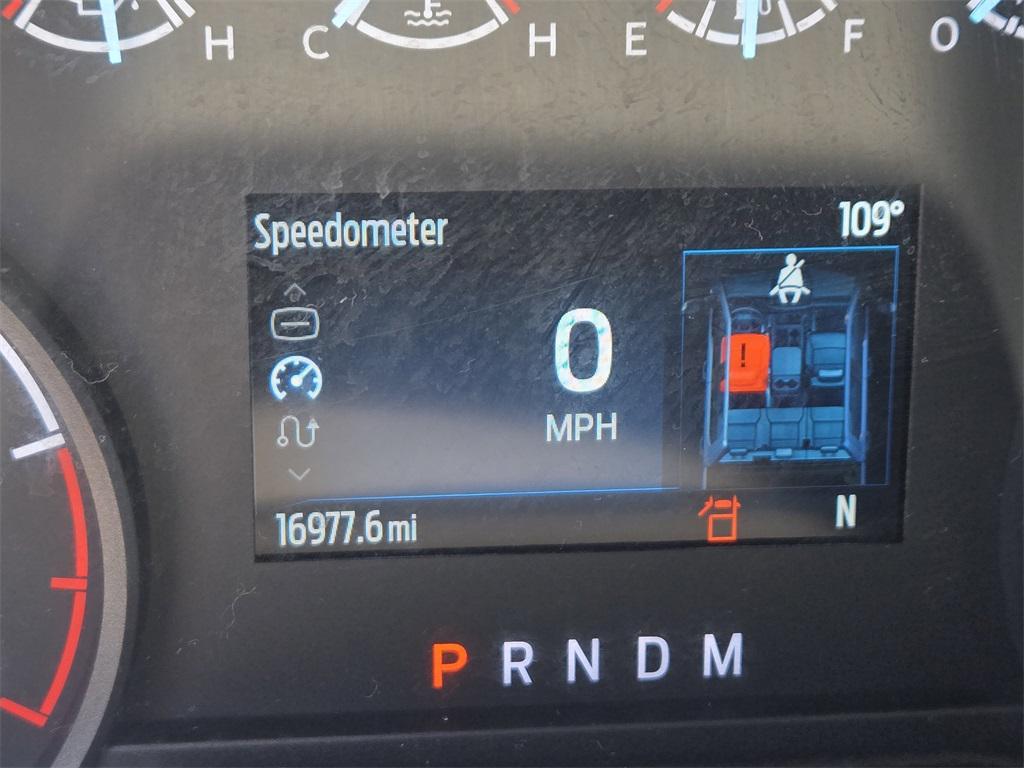 H C H E F O
Speedometer 109°
!
0
MPH
16977.6 mi N
P R N D M